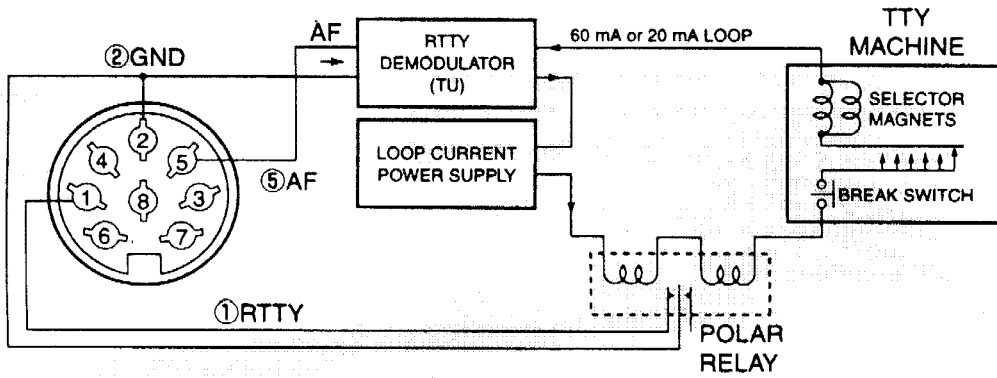 ②GND
AF
RTTY
DEMODULATOR
(TU)
60 mA or 20 mA LOOP
TTY
MACHINE
SELECTOR
MAGNETS
LOOP CURRENT
POWER SUPPLY
2
4
5
1
8
3
6
7
⑤AF
BREAK SWITCH
①RTTY
POLAR
RELAY